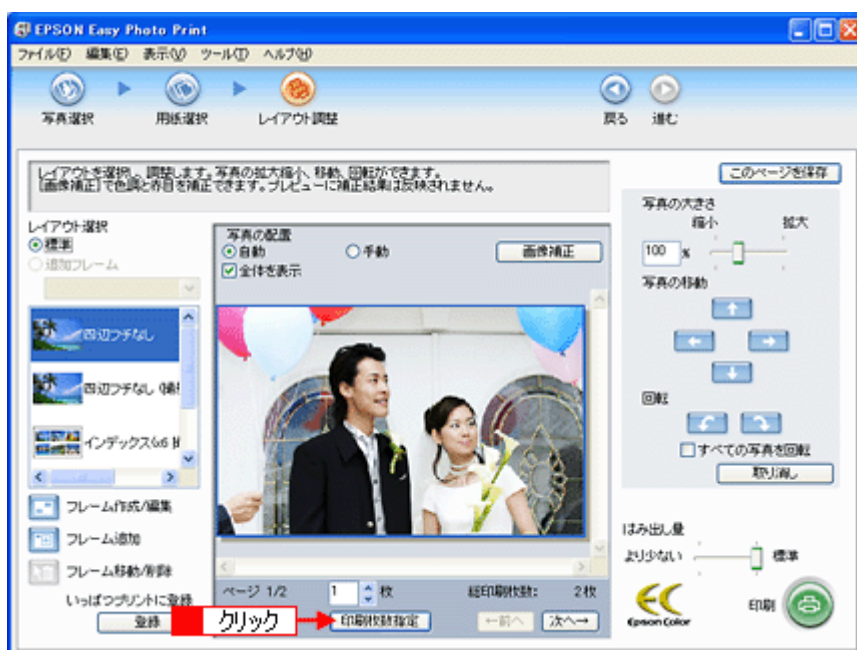 EPSON Easy Photo Print
ファイル(F) 編集(E) 表示(V) ツール(T) ヘルプ(H)
写真選択 用紙選択 レイアウト調整 戻る 進む
レイアウトを選択し、調整します。写真の拡大縮小、移動、回転ができます。
[画像補正]で色調と赤目を補正できます。プレビューに補正結果は反映されません。
このページを保存
レイアウト選択
標準
追加フレーム
四辺フチなし
四辺フチなし
インデックス(6x6
フレーム作成/編集
フレーム追加
フレーム移動/削除
いっぱつプリントに登録
登録
写真の配置
自動 手動 画像補正
全体を表示
ページ 1/2 1 枚 総印刷枚数: 2枚
クリック
印刷枚数指定 ←前へ 次へ→
写真の大きさ
縮小 拡大
100 %
写真の移動
回転
すべての写真を回転
取り消し
はみ出し量
より少ない 標準
Epson Color
印刷